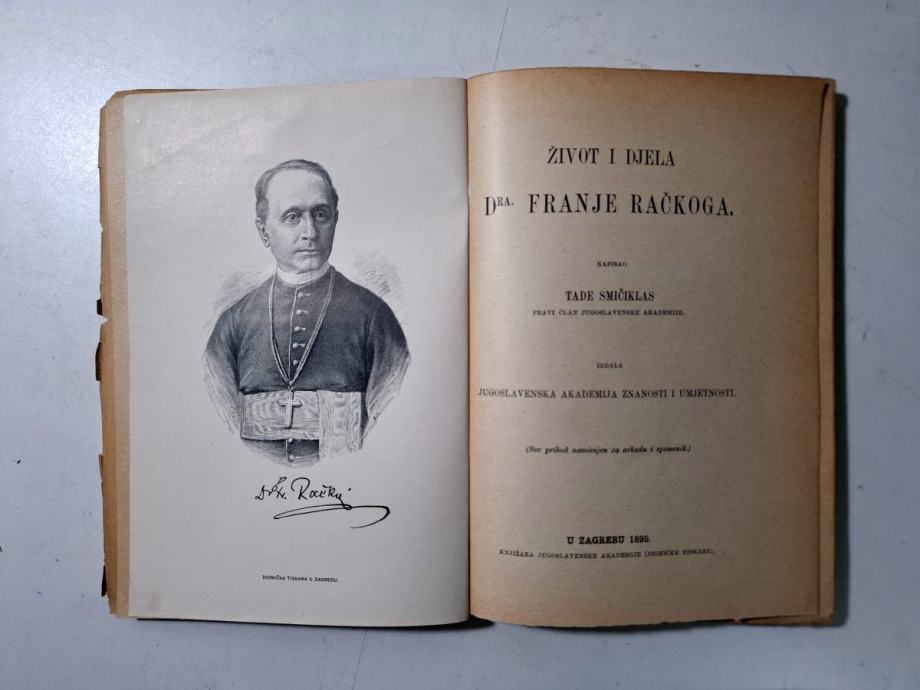 Dr Fr. Rački
DIONIČKA TISKARA U ZAGREBU.
ŽIVOT I DJELA
DRA. FRANJE RAČKOGA.
NAPISAO
TADE SMIČIKLAS
PRAVI ČLAN JUGOSLAVENSKE AKADEMIJE.
IZDALA
JUGOSLAVENSKA AKADEMIJA ZNANOSTI I UMJETNOSTI.
(Sav prihod namienjen za arkadu i spomenik.)
U ZAGREBU 1895.
KNJIŽARA JUGOSLAVENSKE AKADEMIJE (DIONIČKE TISKARE).